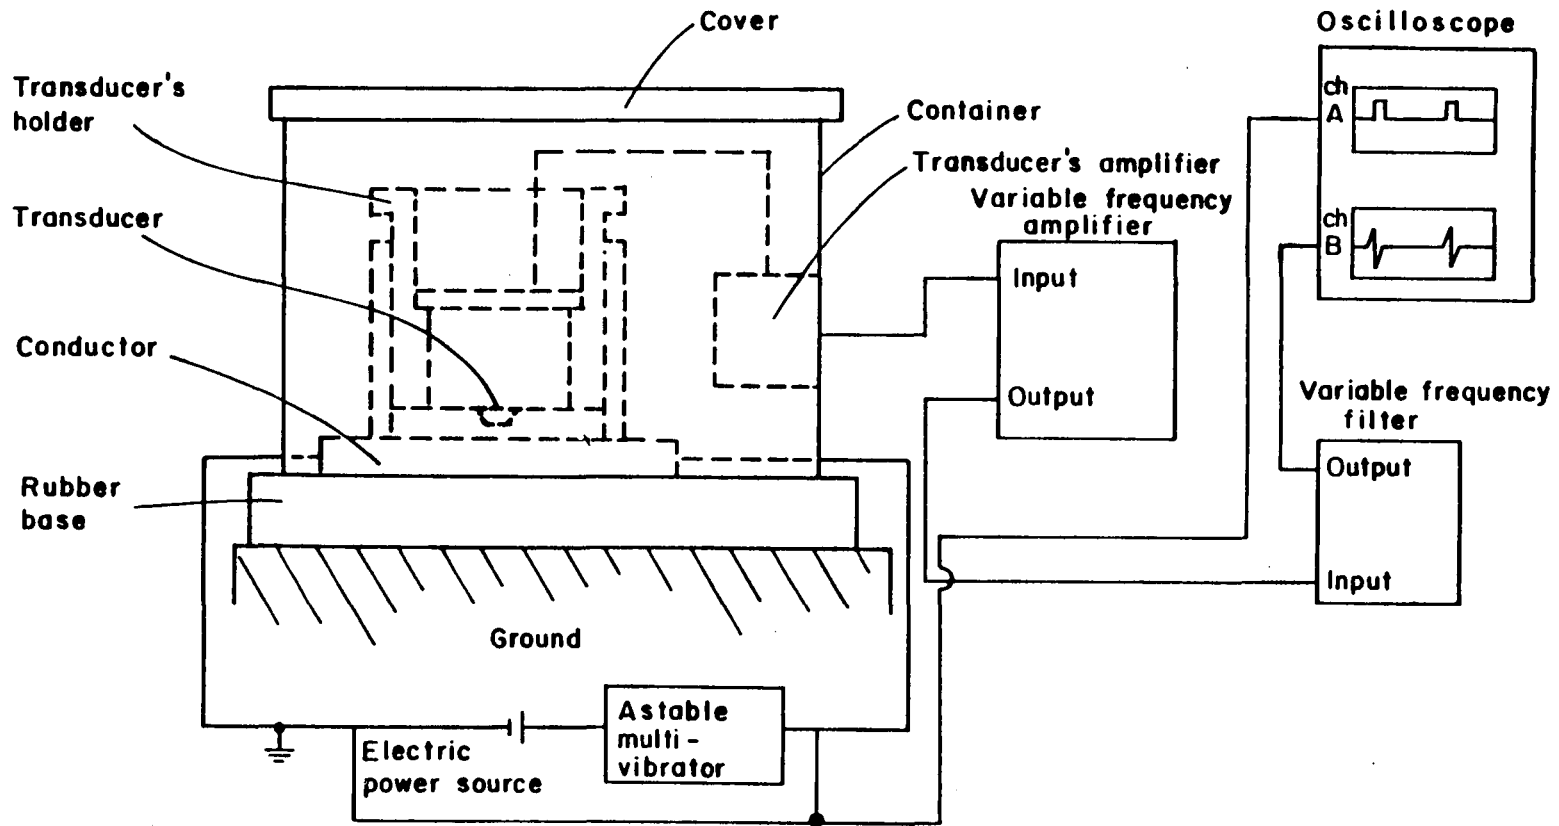 Cover
Oscilloscope
Transducer's
holder
Container
Transducer's amplifier
Variable frequency
amplifier
ch
A
Transducer
ch
B
Input
Conductor
Output
Variable frequency
filter
Output
Rubber
base
Input
Ground
Astable
multi-
vibrator
Electric
power source